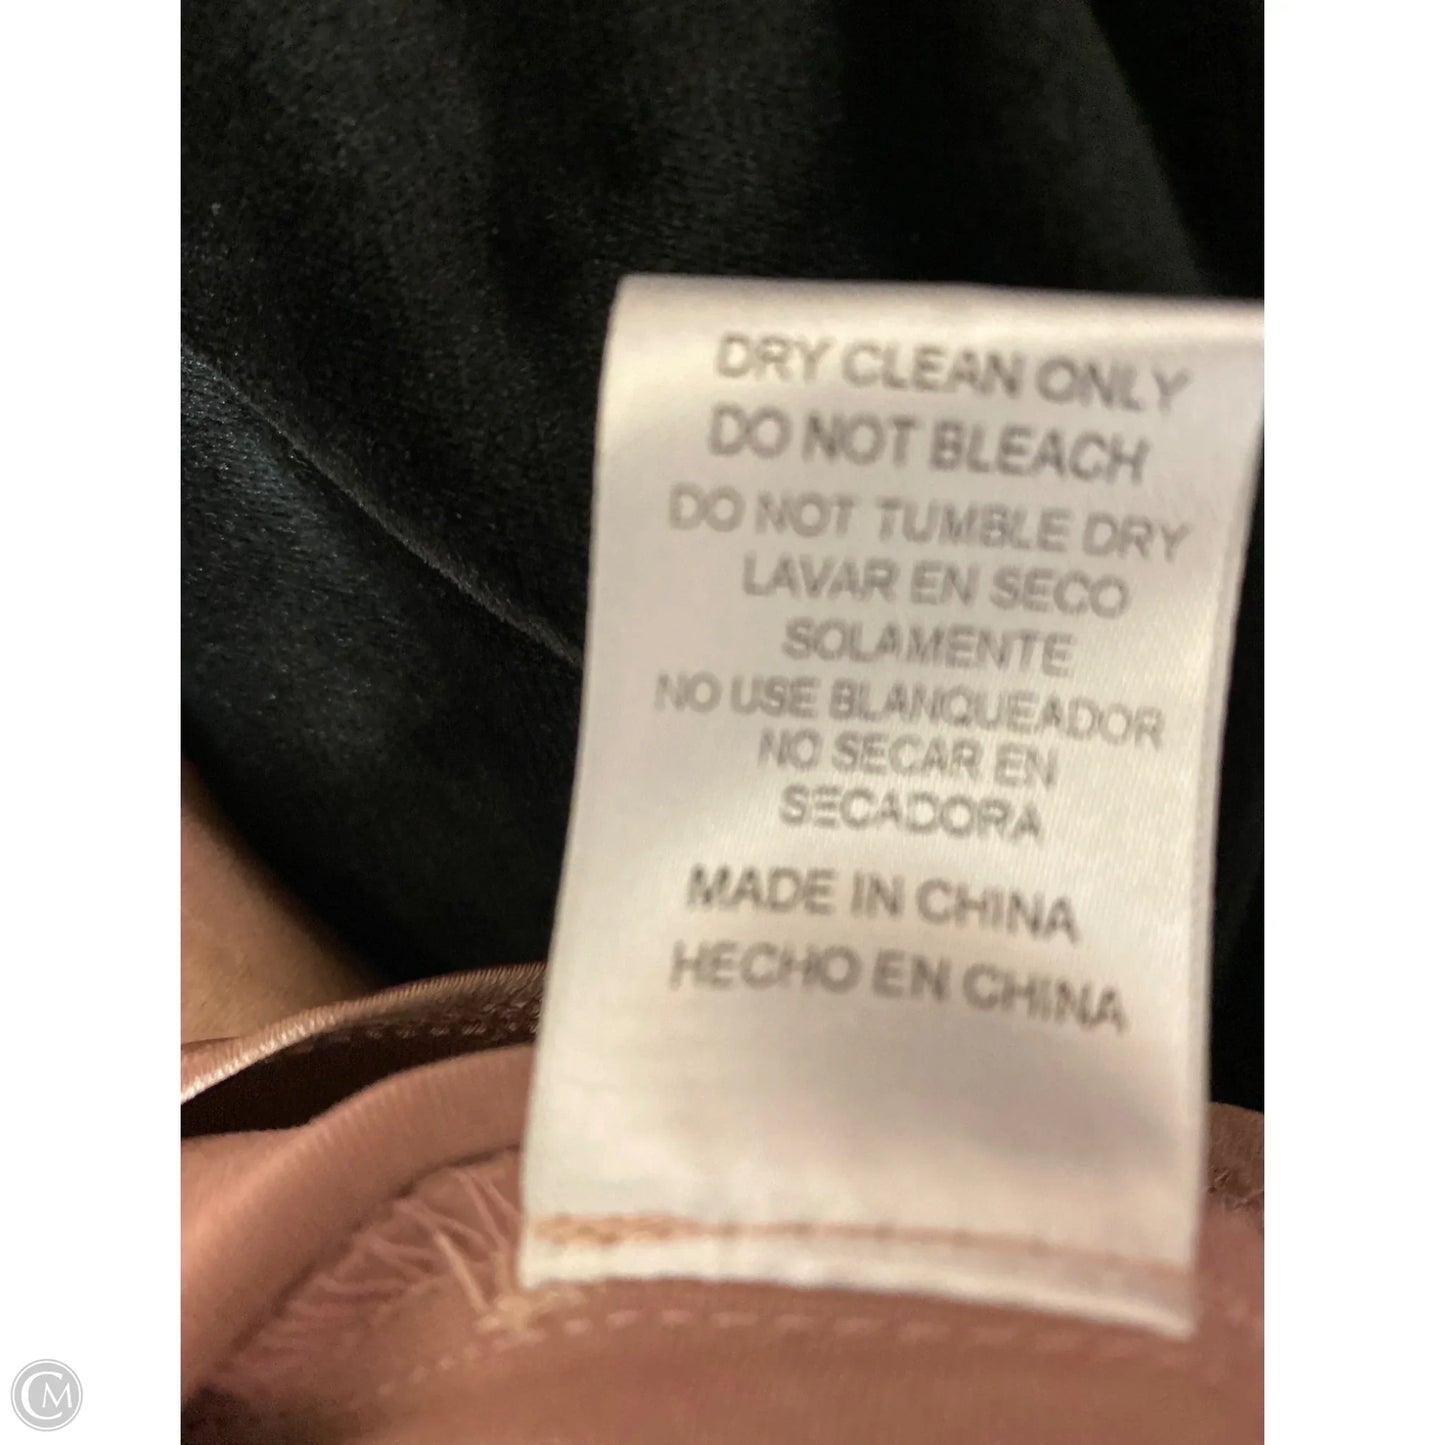 DRY CLEAN ONLY
DO NOT BLEACH
DO NOT TUMBLE DRY
LAVAR EN SECO
SOLAMENTE
NO USE BLANQUEADOR
NO SECAR EN
SECADORA
MADE IN CHINA
HECHO EN CHINA
CM